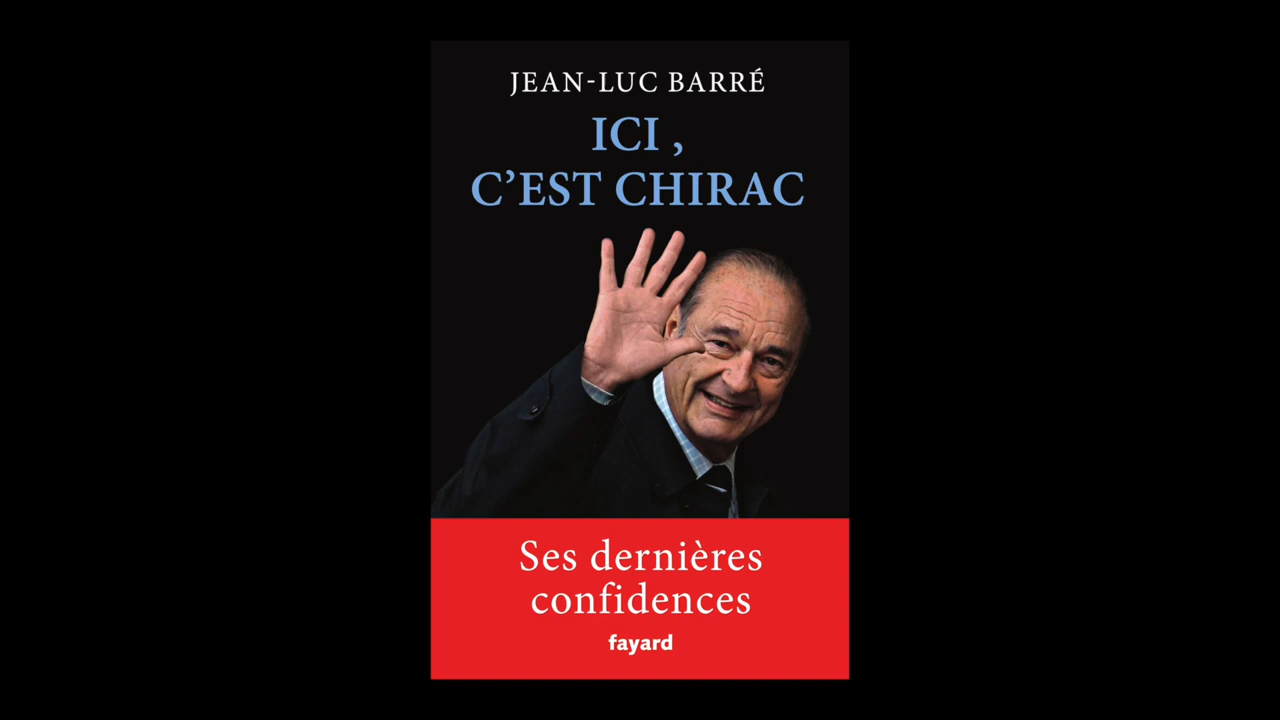 JEAN-LUC BARRÉ
ICI ,
C’EST CHIRAC
Ses dernières
confidences
fayard